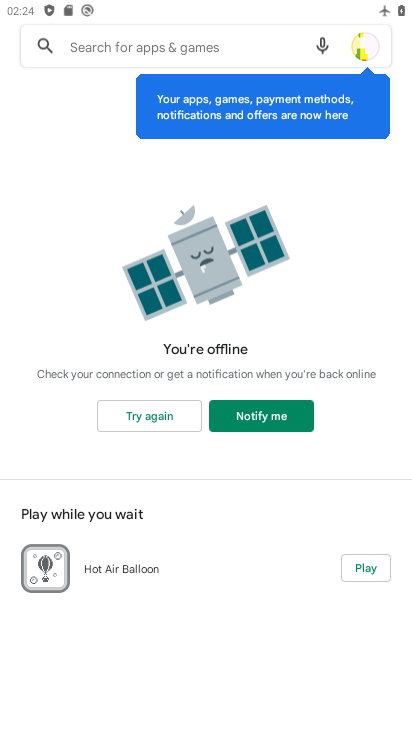 02:24
Search for apps & games
Your apps, games, payment methods,
notifications and offers are now here
You're offline
Check your connection or get a notification when you're back online
Try again
Notify me
Play while you wait
Hot Air Balloon
Play